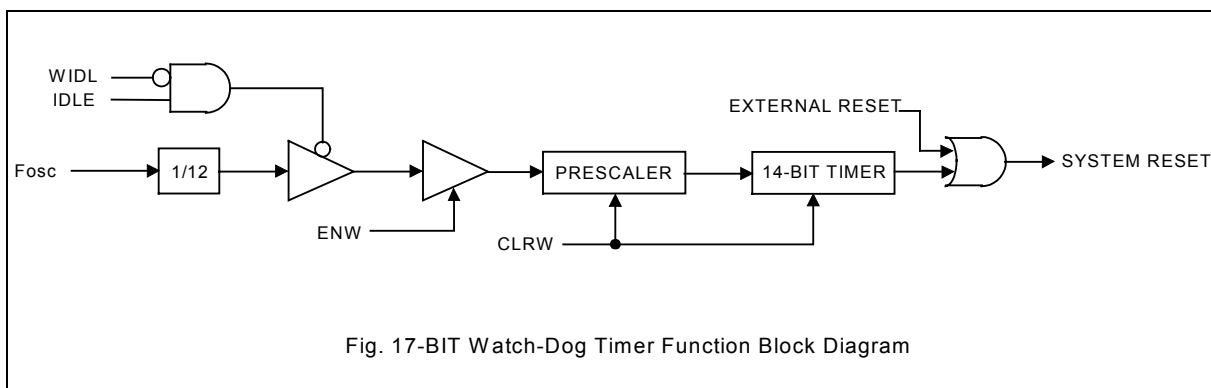 WIDL
IDLE
EXTERNAL RESET
Fosc
1/12
PRESCALER
14-BIT TIMER
SYSTEM RESET
ENW
CLRW
Fig. 17-BIT Watch-Dog Timer Function Block Diagram